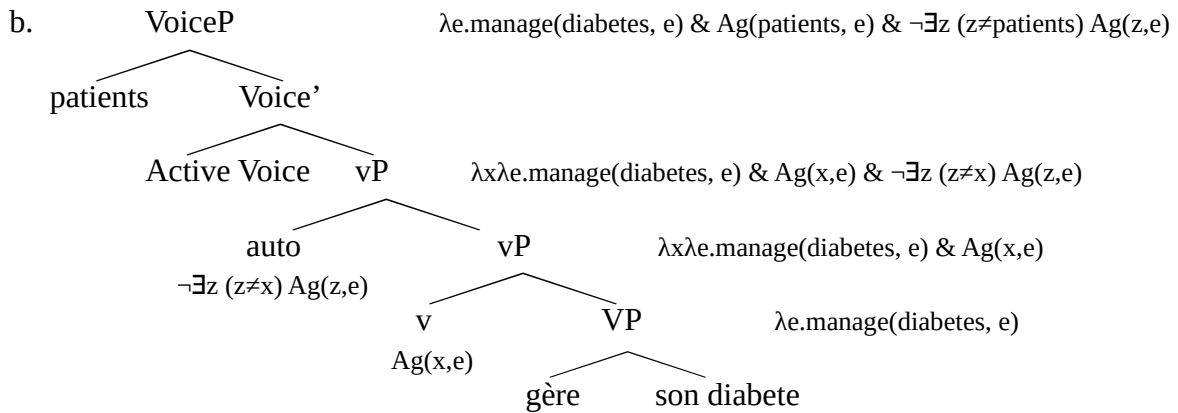 b. VoiceP λe.manage(diabetes, e) & Ag(patients, e) & ¬∃z (z≠patients) Ag(z,e)
patients Voice’
Active Voice vP λxλe.manage(diabetes, e) & Ag(x,e) & ¬∃z (z≠x) Ag(z,e)
auto vP λxλe.manage(diabetes, e) & Ag(x,e)
¬∃z (z≠x) Ag(z,e)
v VP λe.manage(diabetes, e)
Ag(x,e)
gère son diabete